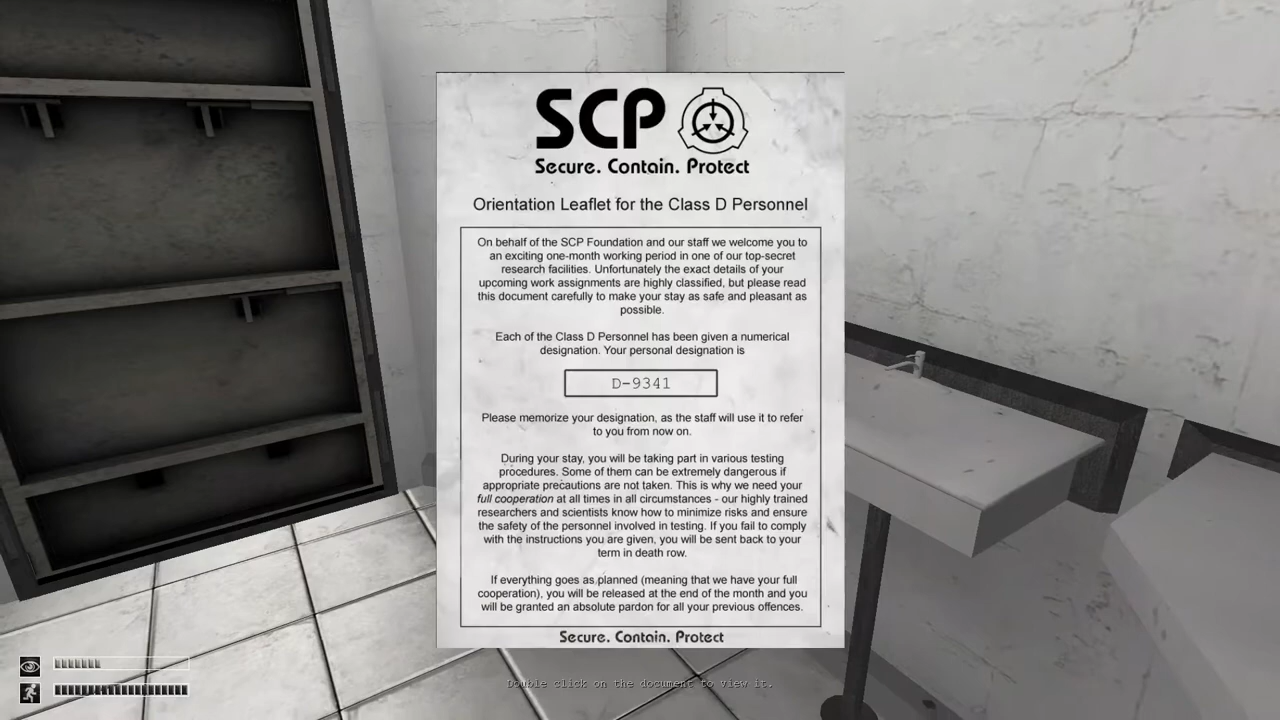 SCP
Secure. Contain. Protect
Orientation Leaflet for the Class D Personnel
On behalf of the SCP Foundation and our staff we welcome you to
an exciting one-month working period in one of our top-secret
research facilities. Unfortunately the exact details of your
upcoming work assignments are highly classified, but please read
this document carefully to make your stay as safe and pleasant as
possible.
Each of the Class D Personnel has been given a numerical
designation. Your personal designation is
D-9341
Please memorize your designation, as the staff will use it to refer
to you from now on.
During your stay, you will be taking part in various testing
procedures. Some of them can be extremely dangerous if
appropriate precautions are not taken. This is why we need your
full cooperation at all times in all circumstances - our highly trained
researchers and scientists know how to minimize risks and ensure
the safety of the personnel involved in testing. If you fail to comply
with the instructions you are given, you will be sent back to your
term in death row.
If everything goes as planned (meaning that we have your full
cooperation), you will be released at the end of the month and you
will be granted an absolute pardon for all your previous offences.
Secure. Contain. Protect
Double click on the document to view it.